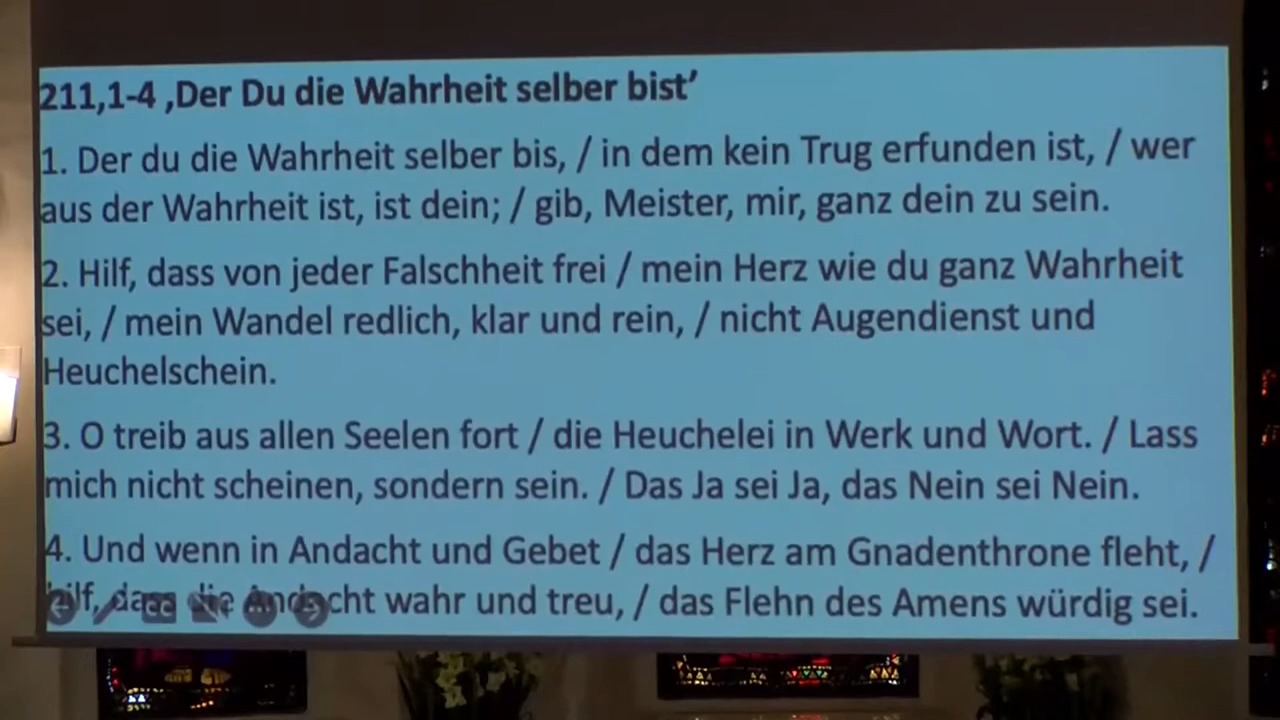 211,1-4 ‚Der Du die Wahrheit selber bist’
1. Der du die Wahrheit selber bis, / in dem kein Trug erfunden ist, / wer
aus der Wahrheit ist, ist dein; / gib, Meister, mir, ganz dein zu sein.
2. Hilf, dass von jeder Falschheit frei / mein Herz wie du ganz Wahrheit
sei, / mein Wandel redlich, klar und rein, / nicht Augendienst und
Heuchelschein.
3. O treib aus allen Seelen fort / die Heuchelei in Werk und Wort. / Lass
mich nicht scheinen, sondern sein. / Das Ja sei Ja, das Nein sei Nein.
4. Und wenn in Andacht und Gebet / das Herz am Gnadenthrone fleht, /
hilf, dass die Andacht wahr und treu, / das Flehn des Amens würdig sei.